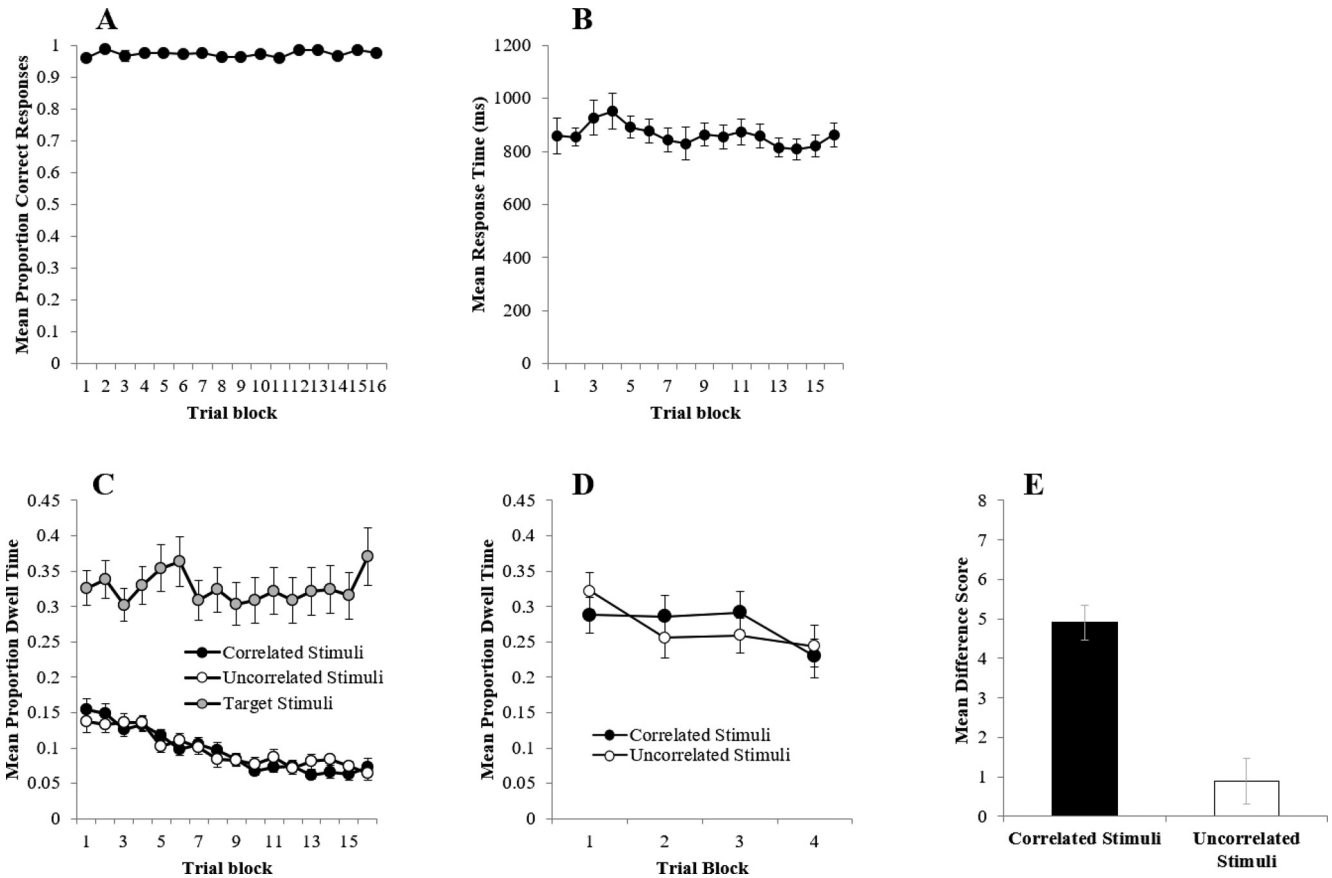 A
Mean Proportion Correct Responses
1
0.9
0.8
0.7
0.6
0.5
0.4
0.3
0.2
0.1
0
1 2 3 4 5 6 7 8 9 10 11 12 13 14 15 16
Trial block
B
Mean Response Time (ms)
1200
1000
800
600
400
200
0
1 3 5 7 9 11 13 15
Trial block
C
Mean Proportion Dwell Time
0.45
0.4
0.35
0.3
0.25
0.2
0.15
0.1
0.05
0
Correlated Stimuli
Uncorrelated Stimuli
Target Stimuli
1 3 5 7 9 11 13 15
Trial block
D
Mean Proportion Dwell Time
0.45
0.4
0.35
0.3
0.25
0.2
0.15
0.1
0.05
0
Correlated Stimuli
Uncorrelated Stimuli
1 2 3 4
Trial Block
E
Mean Difference Score
8
7
6
5
4
3
2
1
0
Correlated Stimuli
Uncorrelated
Stimuli